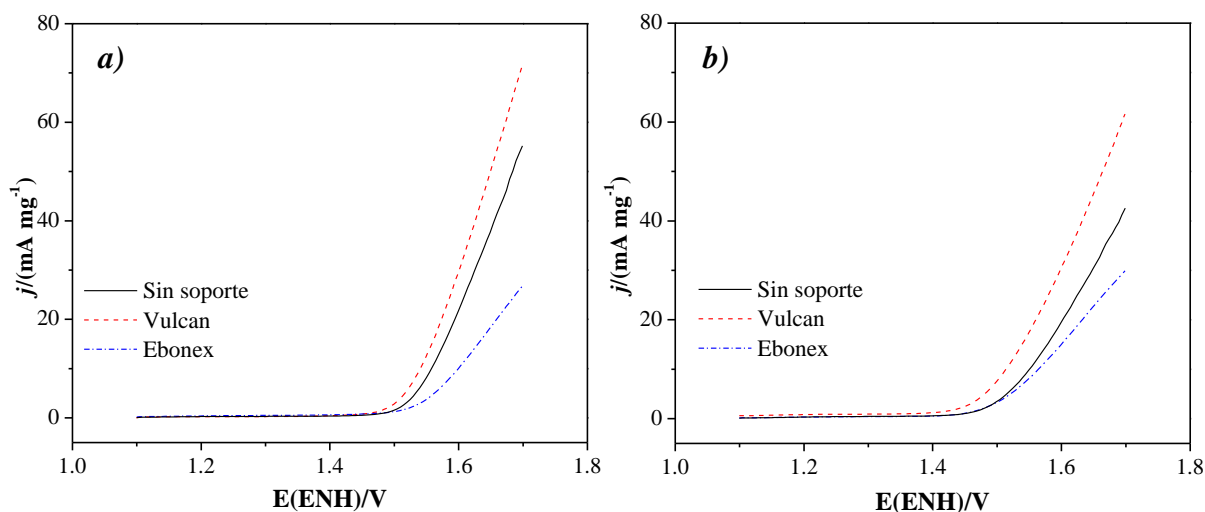 a)
80
60
40
20
0
j/(mA mg⁻¹)
Sin soporte
Vulcan
Ebonex
1.0 1.2 1.4 1.6 1.8
E(ENH)/V
b)
80
60
40
20
0
j/(mA mg⁻¹)
Sin soporte
Vulcan
Ebonex
1.0 1.2 1.4 1.6 1.8
E(ENH)/V